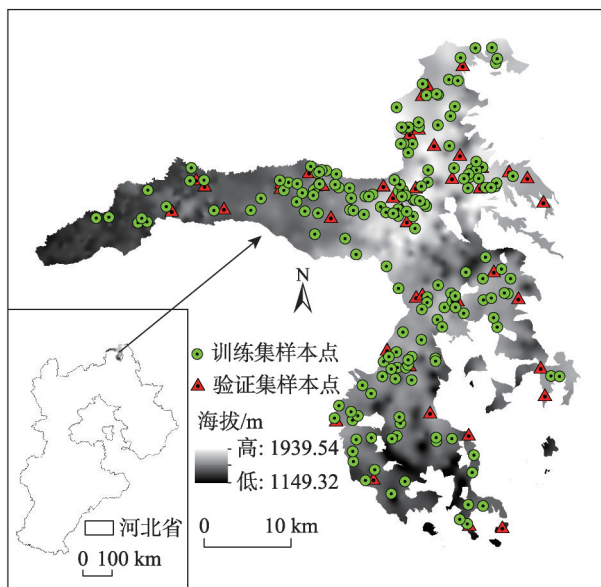 N
训练集样本点
验证集样本点
海拔/m
高: 1939.54
低: 1149.32
0 10 km
河北省
0 100 km